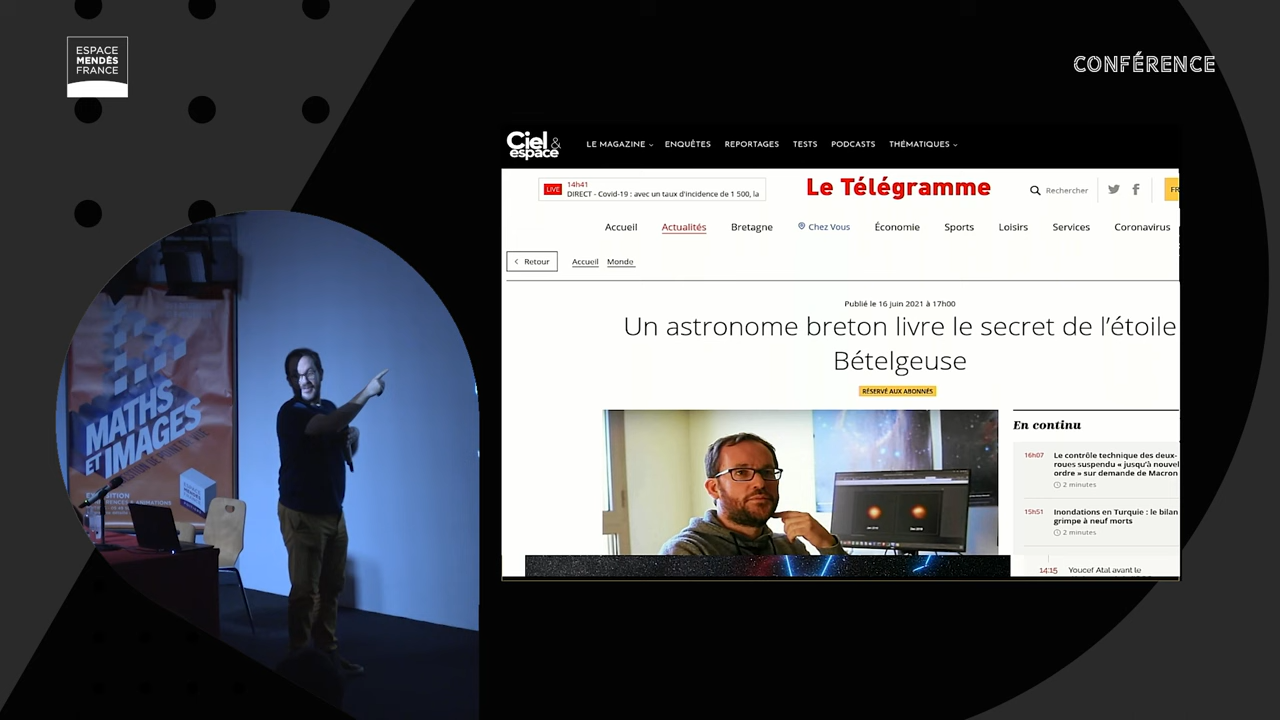 ESPACE
MENDÈS
FRANCE
CONFÉRENCE
Ciel &
espace
LE MAGAZINE ENQUÊTES REPORTAGES TESTS PODCASTS THÉMATIQUES
LIVE
14h41
DIRECT - Covid-19 : avec un taux d'incidence de 1 500, la
Le Télégramme
Rechercher
FR
Accueil Actualités Bretagne Chez Vous Économie Sports Loisirs Services Coronavirus
Retour Accueil Monde
Publié le 16 juin 2021 à 17h00
Un astronome breton livre le secret de l'étoile
Bételgeuse
RÉSERVÉ AUX ABONNÉS
En continu
16h07 Le contrôle technique des deux-
roues suspendu « jusqu'à nouvel
ordre » sur demande de Macron
2 minutes
15h51 Inondations en Turquie : le bilan
grimpe à neuf morts
2 minutes
14:15 Youcef Atal avant le
MATHS
ET IMAGES